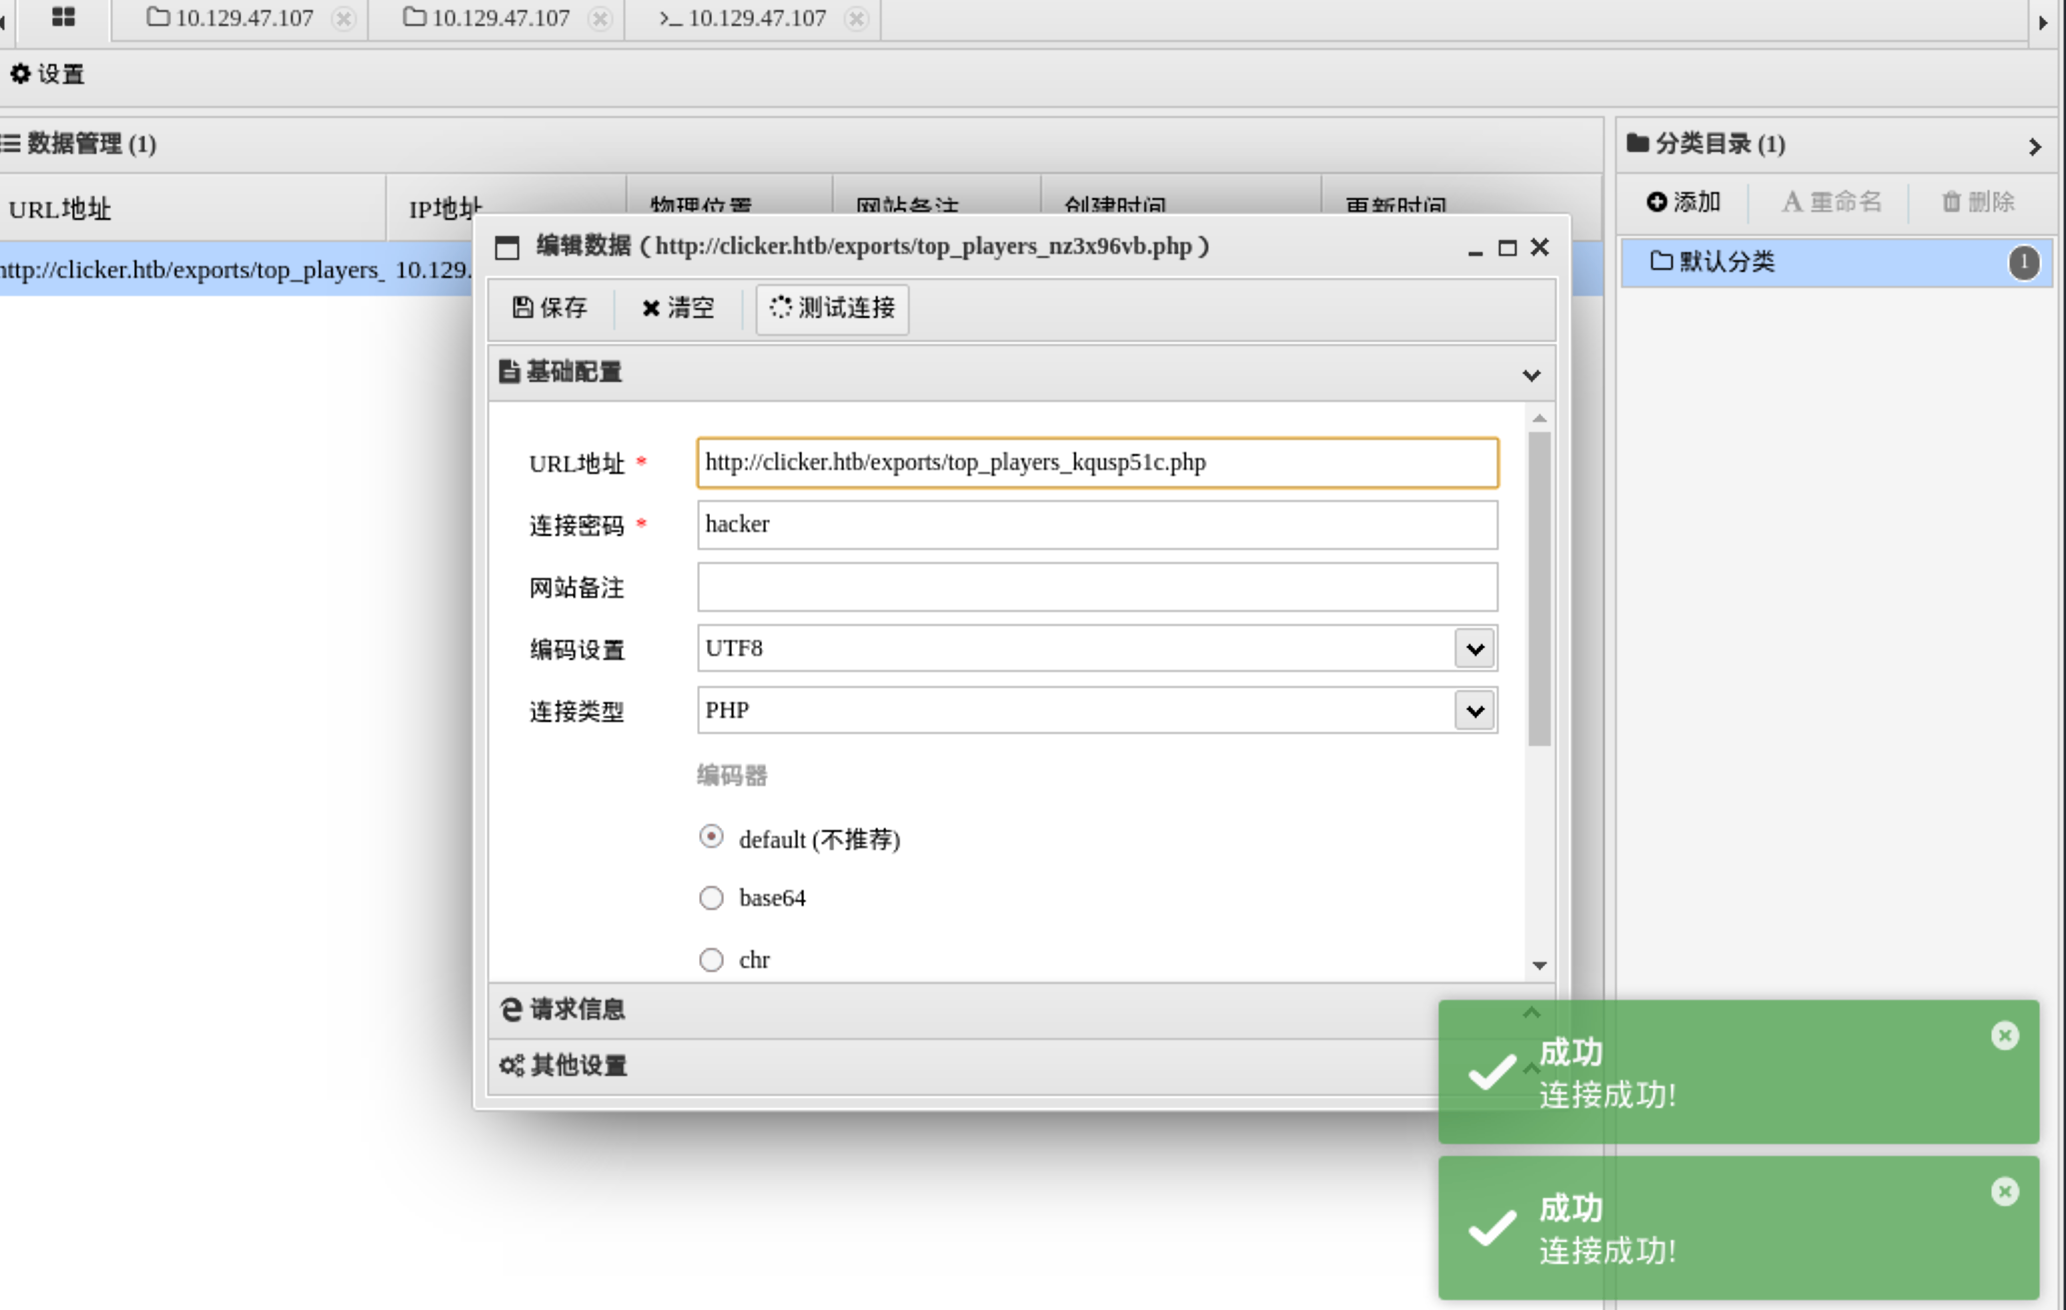 10.129.47.107
10.129.47.107
>_ 10.129.47.107
设置
数据管理 (1)
分类目录 (1)
URL地址 IP地址 物理位置 网站备注 创建时间 更新时间
添加 A 重命名 删除
http://clicker.htb/exports/top_players_ 10.129.
默认分类 1
编辑数据 ( http://clicker.htb/exports/top_players_nz3x96vb.php )
保存 清空 测试连接
基础配置
URL地址 * http://clicker.htb/exports/top_players_kqusp51c.php
连接密码 * hacker
网站备注
编码设置 UTF8
连接类型 PHP
编码器
default (不推荐)
base64
chr
请求信息
其他设置
成功
连接成功!
成功
连接成功!